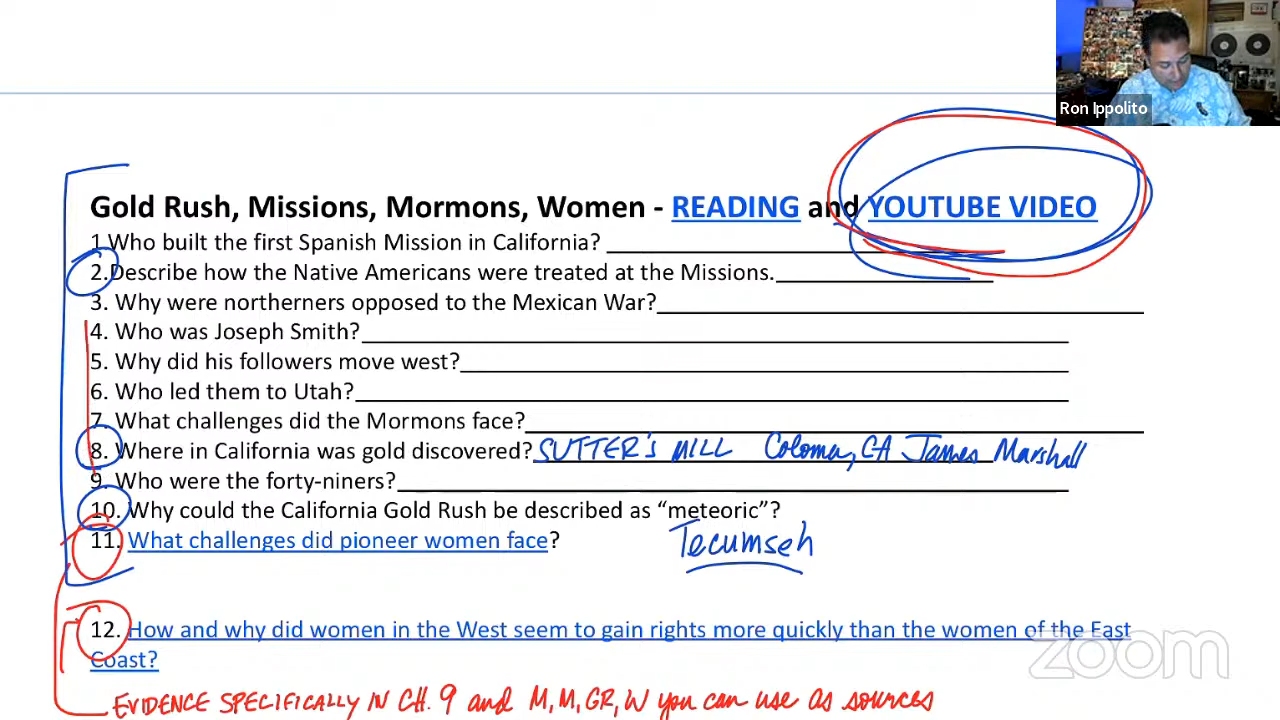 Ron Ippolito
Gold Rush, Missions, Mormons, Women - READING and YOUTUBE VIDEO
1.Who built the first Spanish Mission in California?
2.Describe how the Native Americans were treated at the Missions.
3. Why were northerners opposed to the Mexican War?
4. Who was Joseph Smith?
5. Why did his followers move west?
6. Who led them to Utah?
7. What challenges did the Mormons face?
8. Where in California was gold discovered? SUTTER'S MILL Coloma, CA James Marshall
9. Who were the forty-niners?
10. Why could the California Gold Rush be described as “meteoric”?
11. What challenges did pioneer women face?
Tecumseh
12. How and why did women in the West seem to gain rights more quickly than the women of the East
Coast?
zoom
EVIDENCE SPECIFICALLY IN CH. 9 and M, M, GR, W you can use as sources